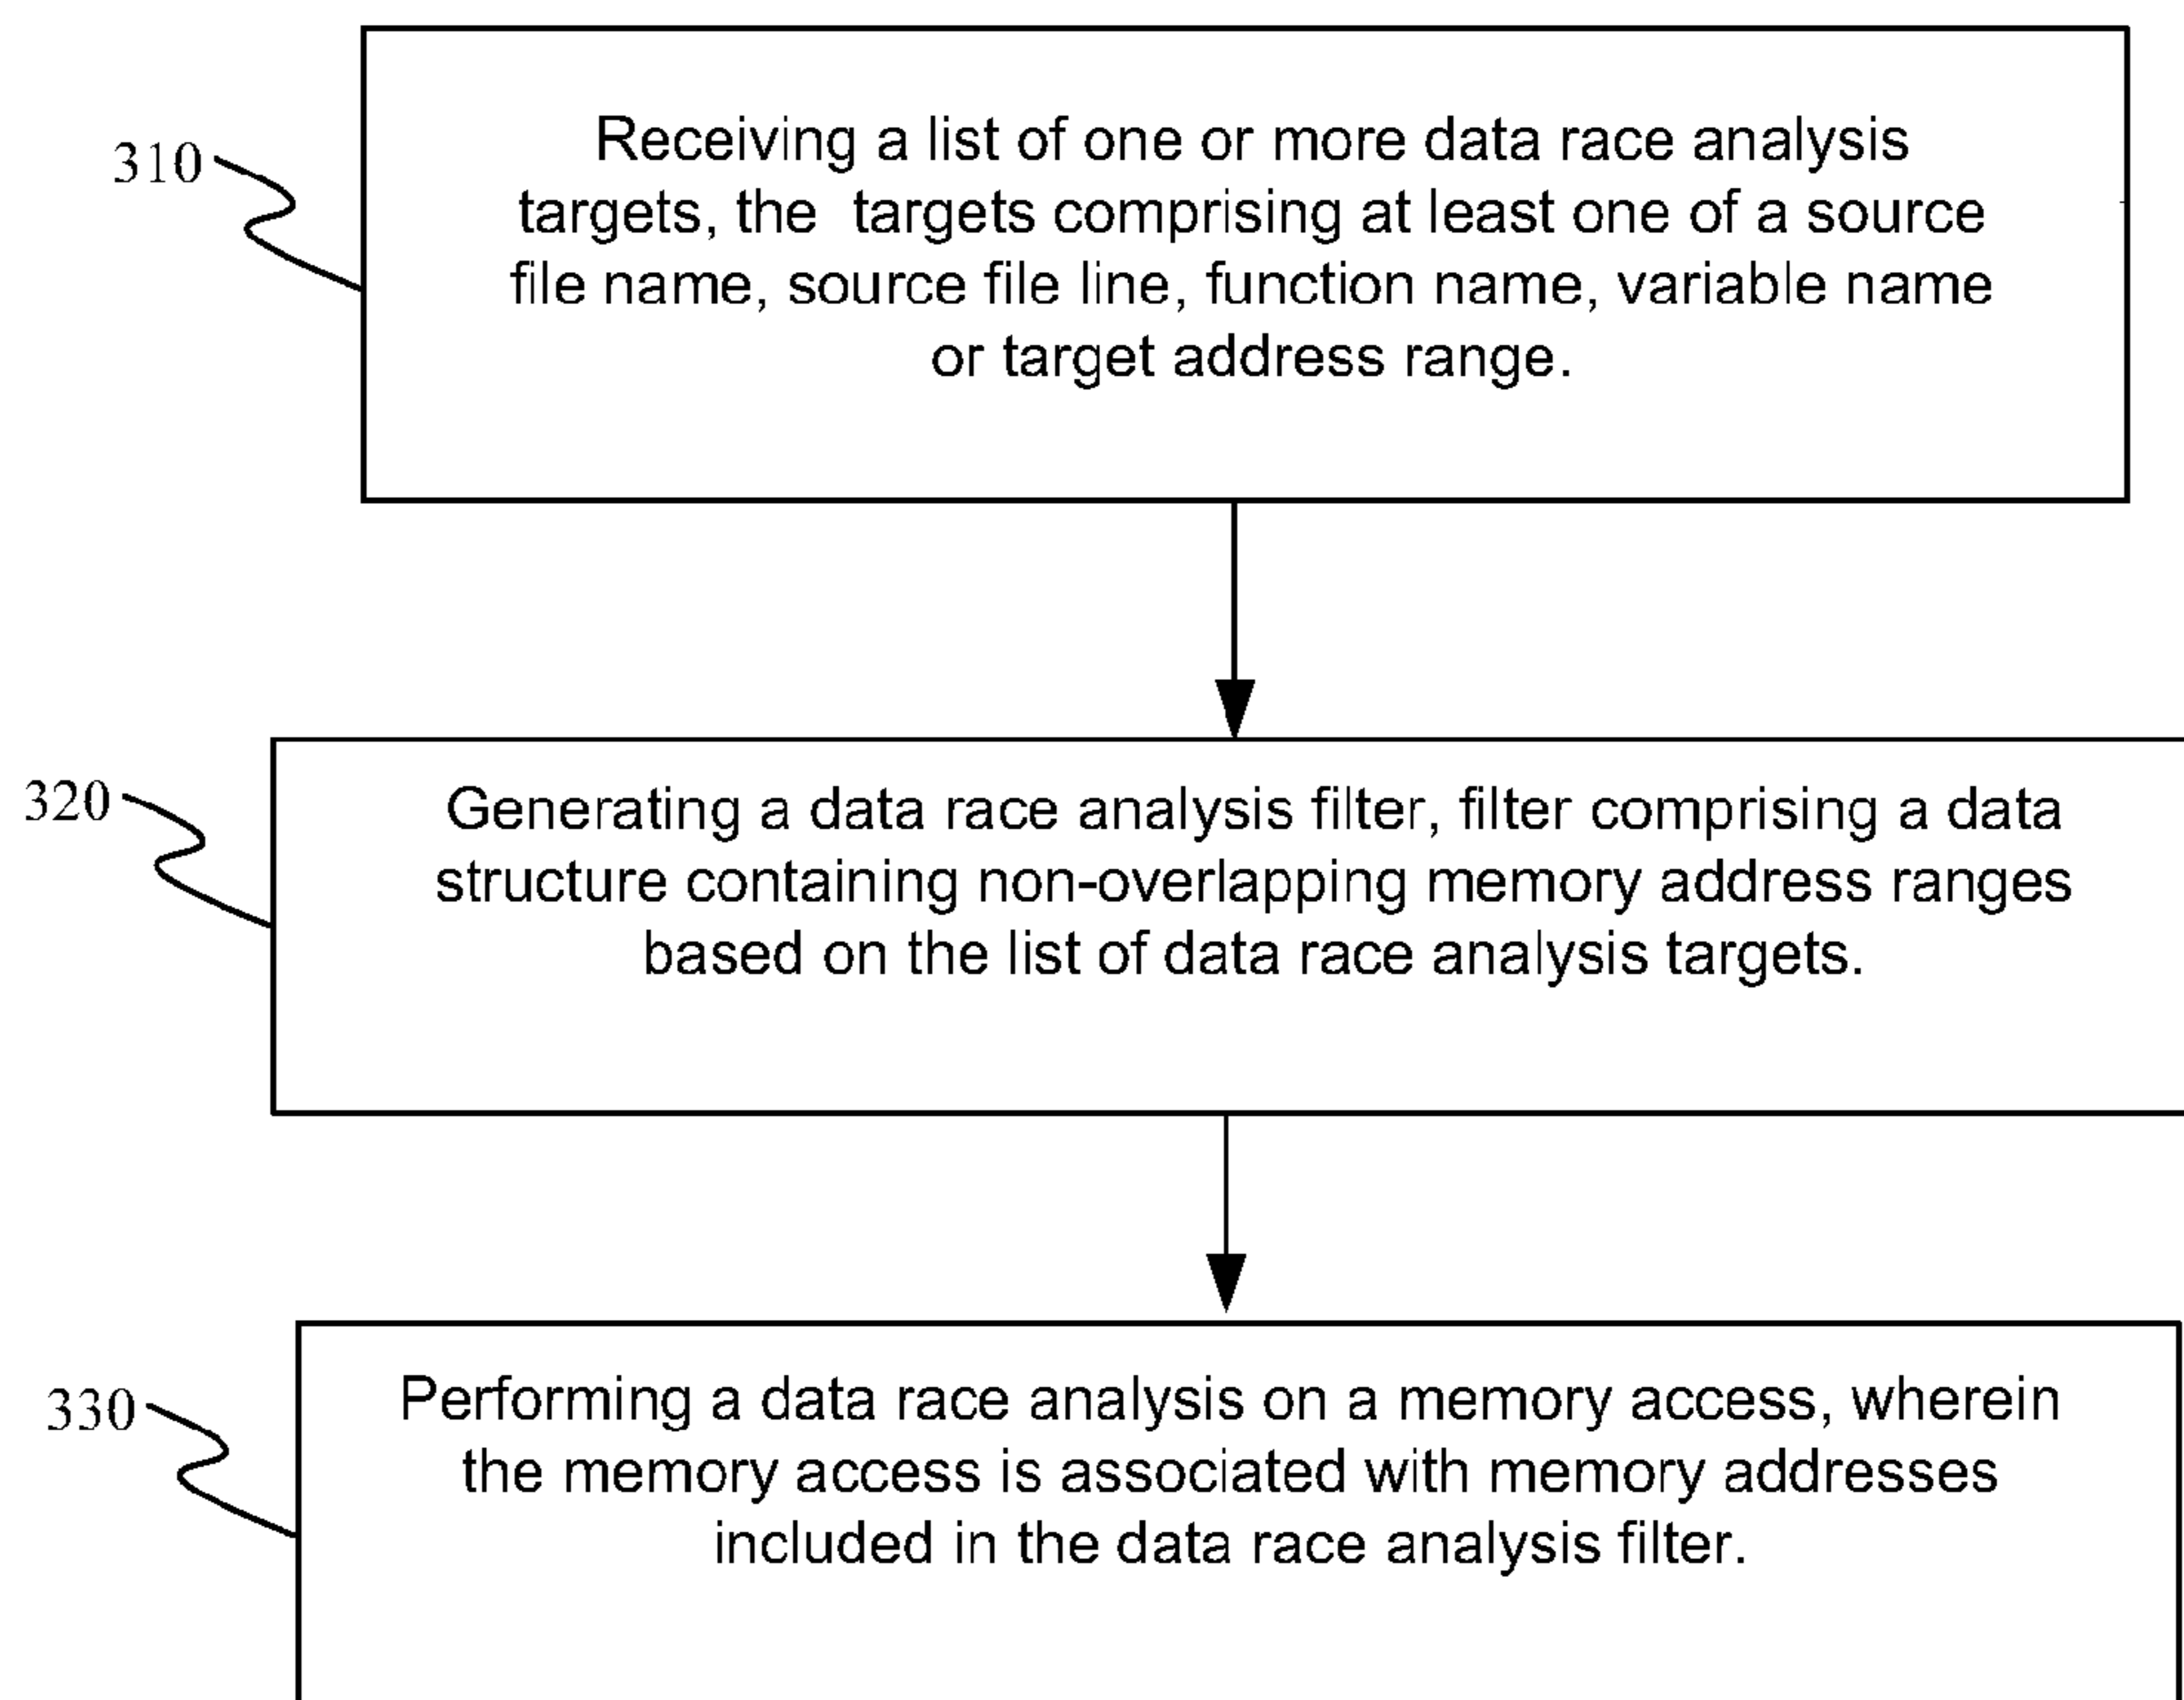 310
Receiving a list of one or more data race analysis
targets, the targets comprising at least one of a source
file name, source file line, function name, variable name
or target address range.
320
Generating a data race analysis filter, filter comprising a data
structure containing non-overlapping memory address ranges
based on the list of data race analysis targets.
330
Performing a data race analysis on a memory access, wherein
the memory access is associated with memory addresses
included in the data race analysis filter.